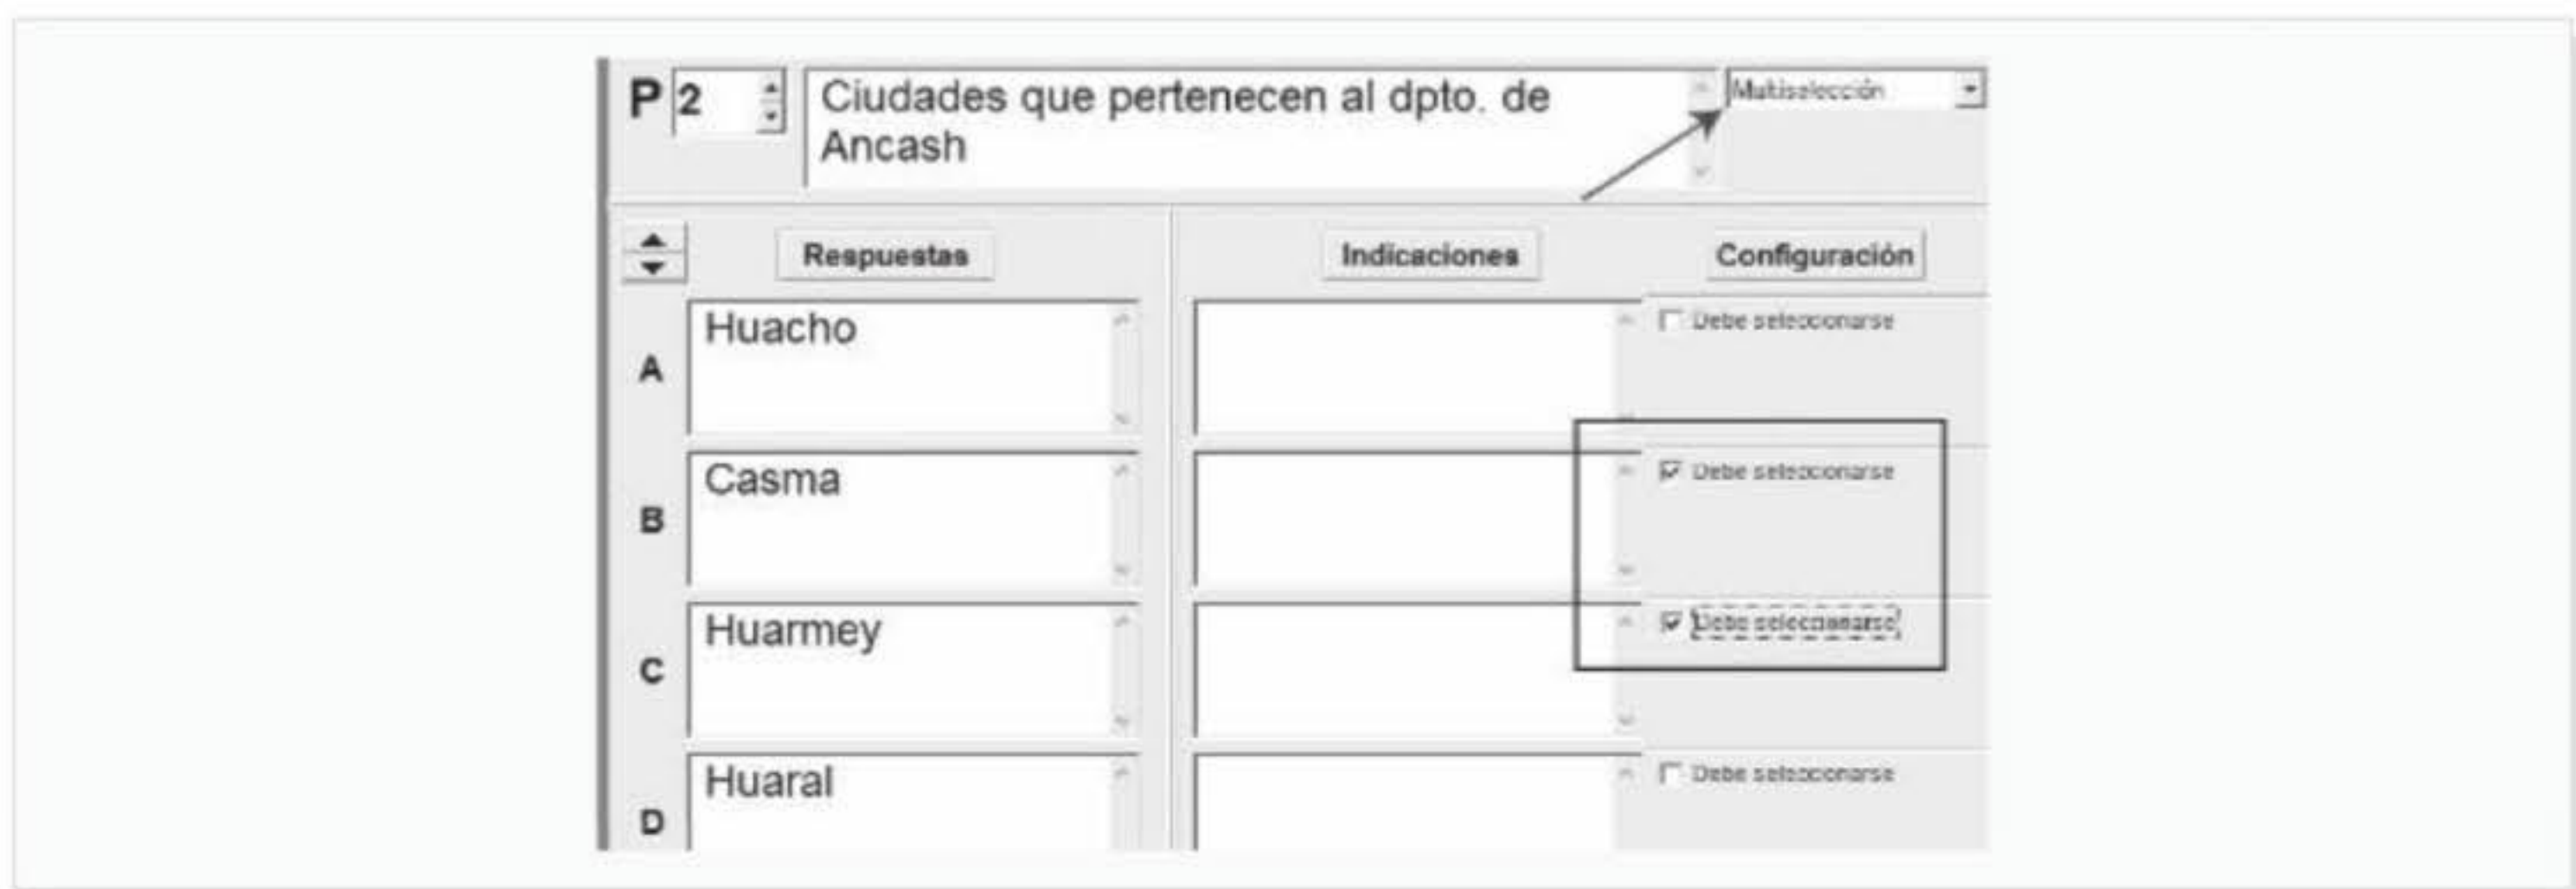 P 2 Ciudades que pertenecen al dpto. de Multiselección
Ancash
Respuestas Indicaciones Configuración
A Huacho Debe seleccionarse
B Casma Debe seleccionarse
C Huarmey Debe seleccionarse
D Huaral Debe seleccionarse